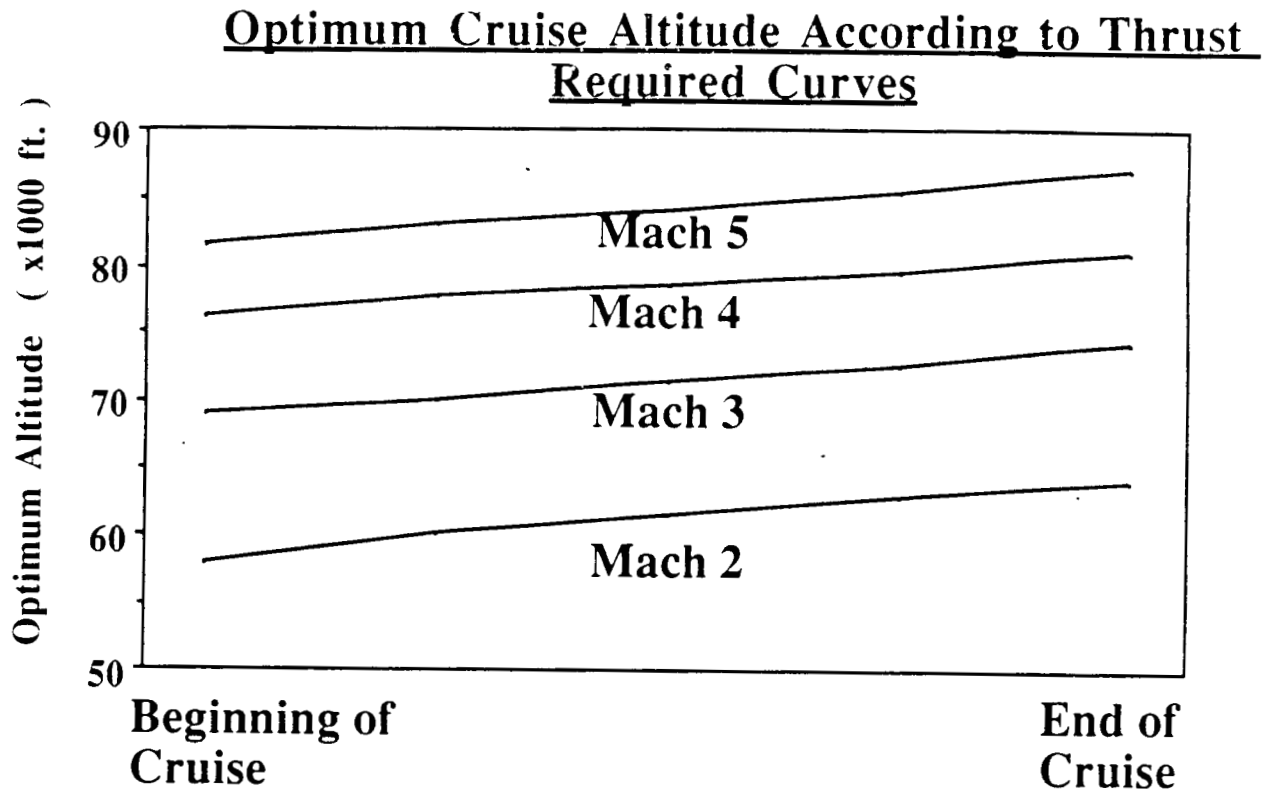 Optimum Cruise Altitude According to Thrust
Required Curves
Optimum Altitude ( x1000 ft. )
90
80
70
60
50
Mach 5
Mach 4
Mach 3
Mach 2
Beginning of
Cruise
End of
Cruise